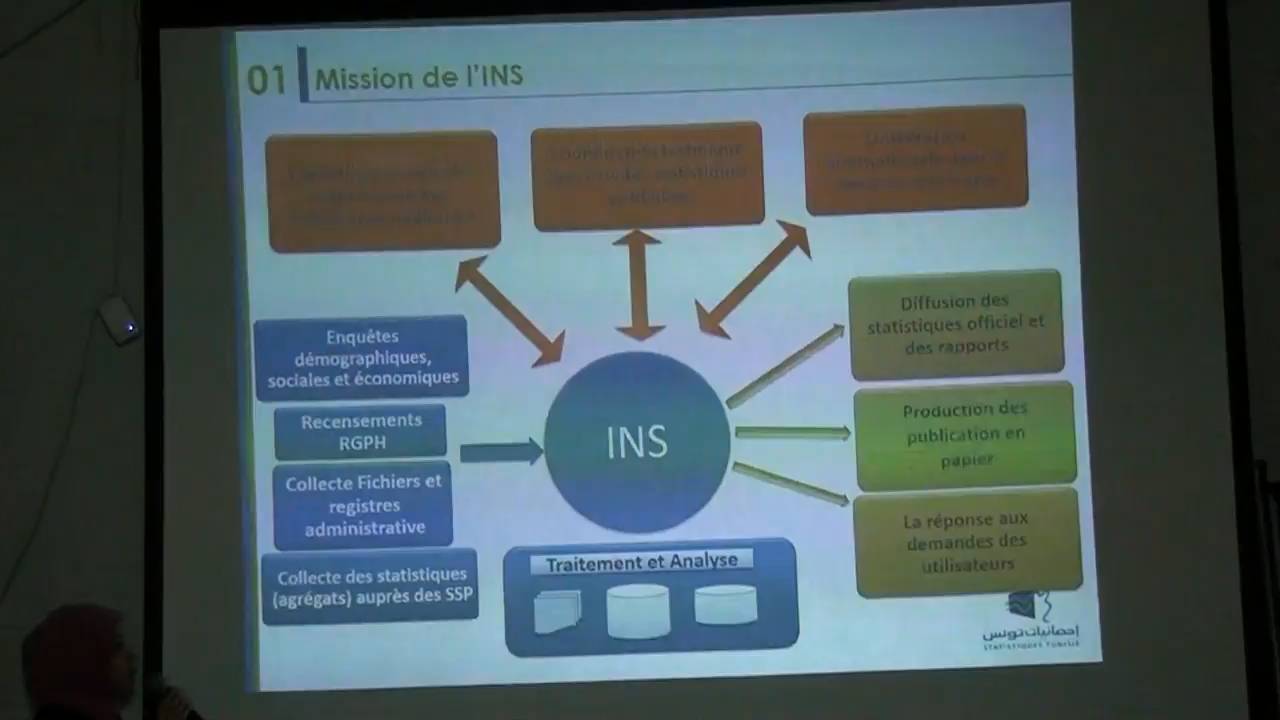 01 Mission de l'INS
Enquêtes
démographiques,
sociales et économiques
Recensements
RGPH
Collecte Fichiers et
registres
administrative
Collecte des statistiques
(agrégats) auprès des SSP
INS
Traitement et Analyse
Diffusion des
statistiques officiel et
des rapports
Production des
publication en
papier
La réponse aux
demandes des
utilisateurs
إحصائيات تونس
STATISTIQUES TUNISIE